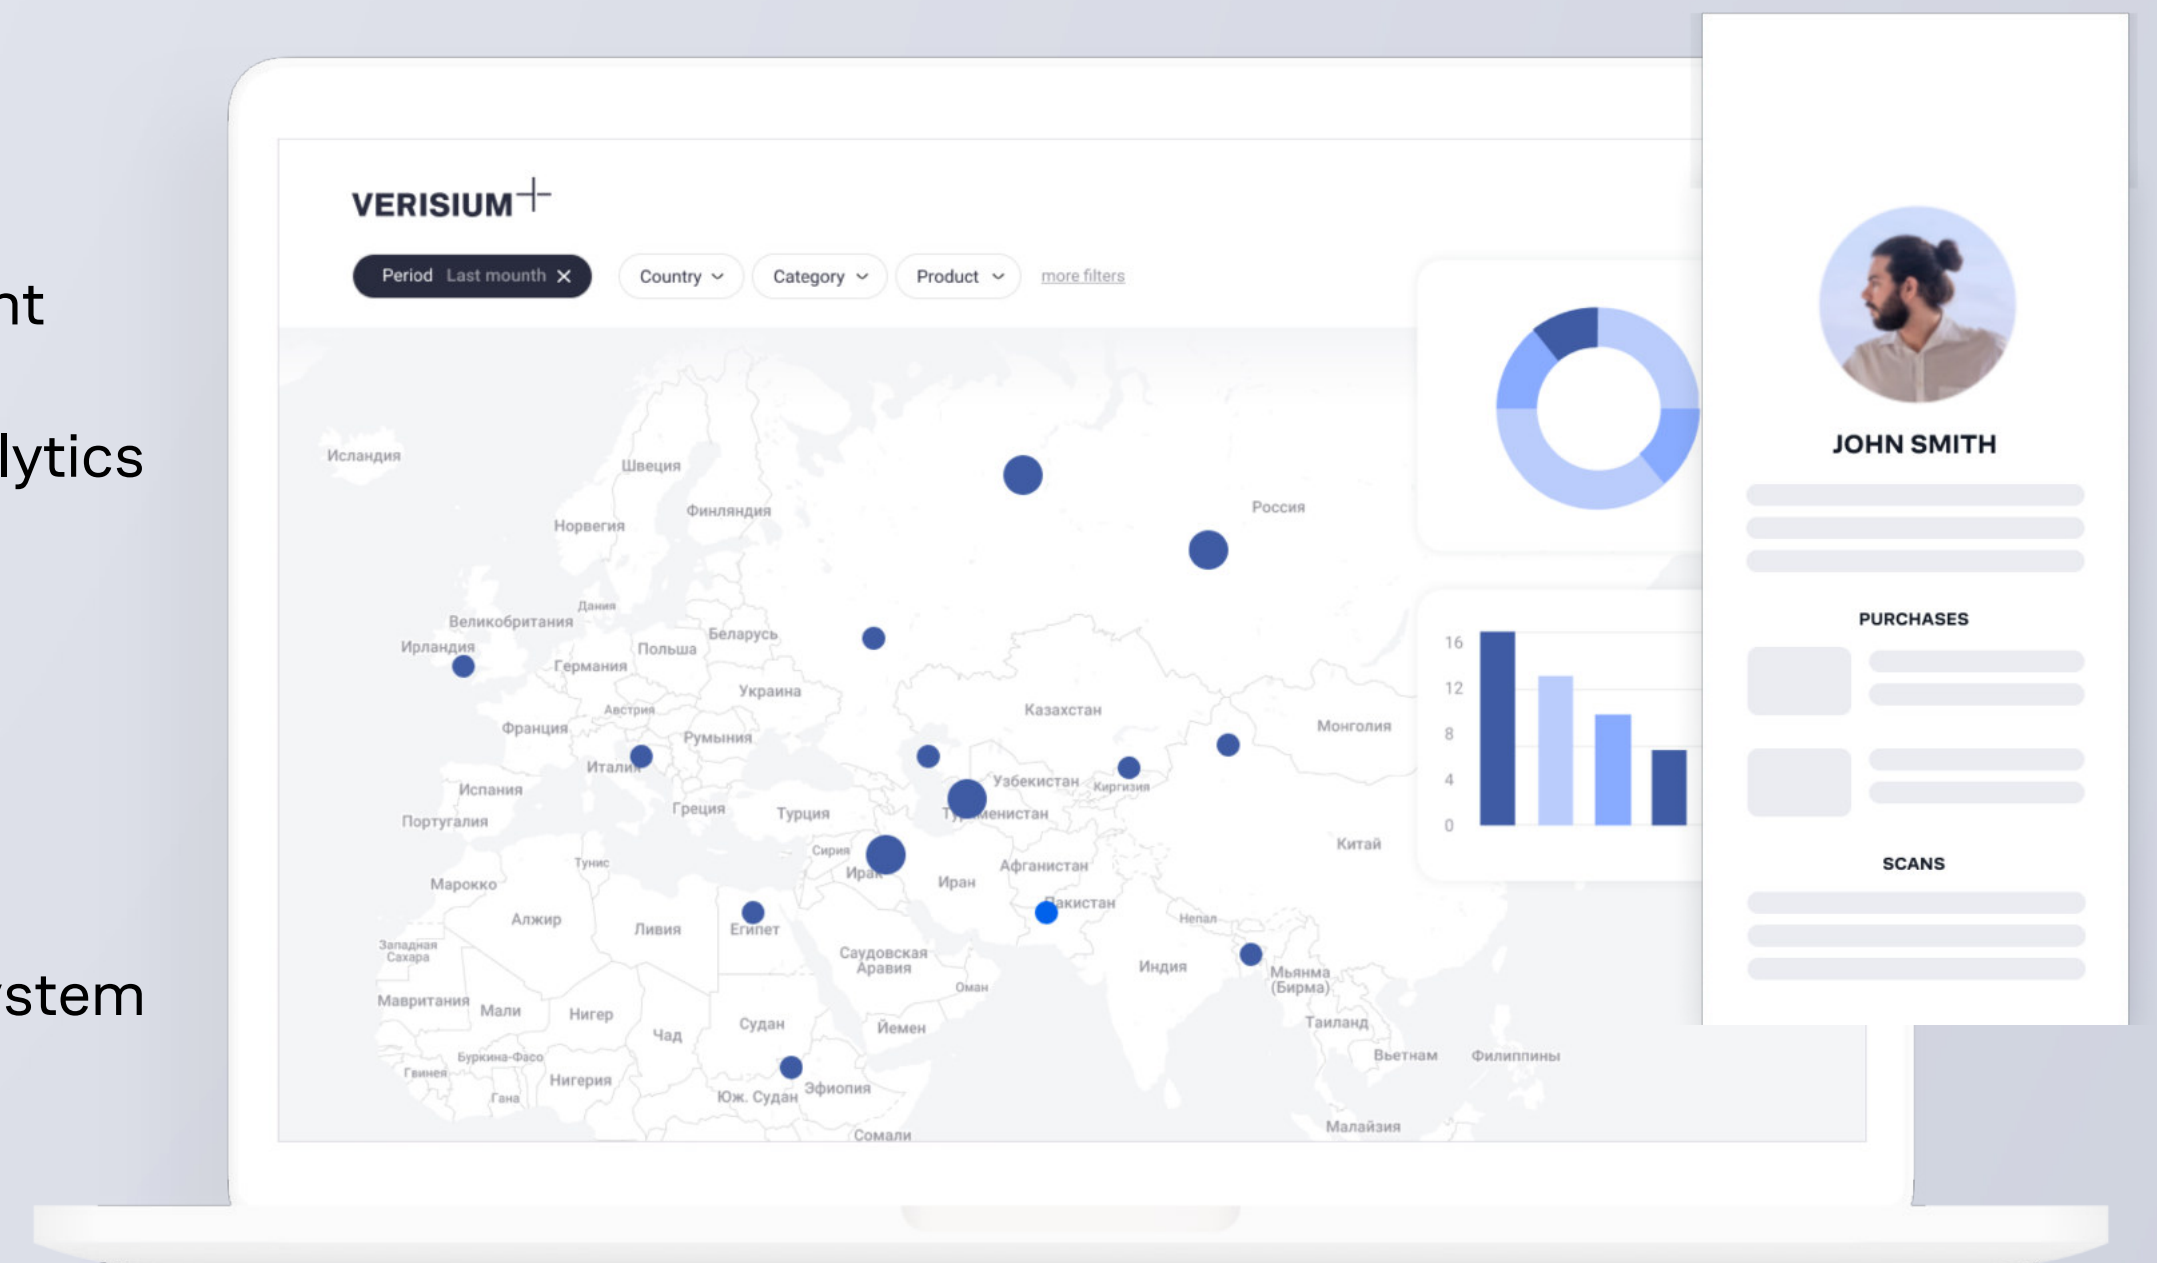 nt
lytics
ystem
VERISIUM
Period Last mounth
Country
Category
Product
more filters
Исландия
Швеция
Финляндия
Норвегия
Россия
Дания
Великобритания
Ирландия
Беларусь
Польша
Германия
Украина
Австрия
Казахстан
Франция
Румыния
Монголия
Италия
Узбекистан
Киргизия
Испания
Греция
Турция
Португалия
Китай
Сирия
Тунис
Афганистан
Ирак
Иран
Марокко
Пакистан
Непал
Алжир
Ливия
Египет
Западная
Сахара
Саудовская
Аравия
Индия
Мьянма
(Бирма)
Оман
Мавритания
Мали
Нигер
Чад
Судан
Йемен
Таиланд
Буркина-Фасо
Вьетнам
Филиппины
Гвинея
Нигерия
Эфиопия
Гана
Юж. Судан
Малайзия
Сомали
16
12
8
4
0
JOHN SMITH
PURCHASES
SCANS